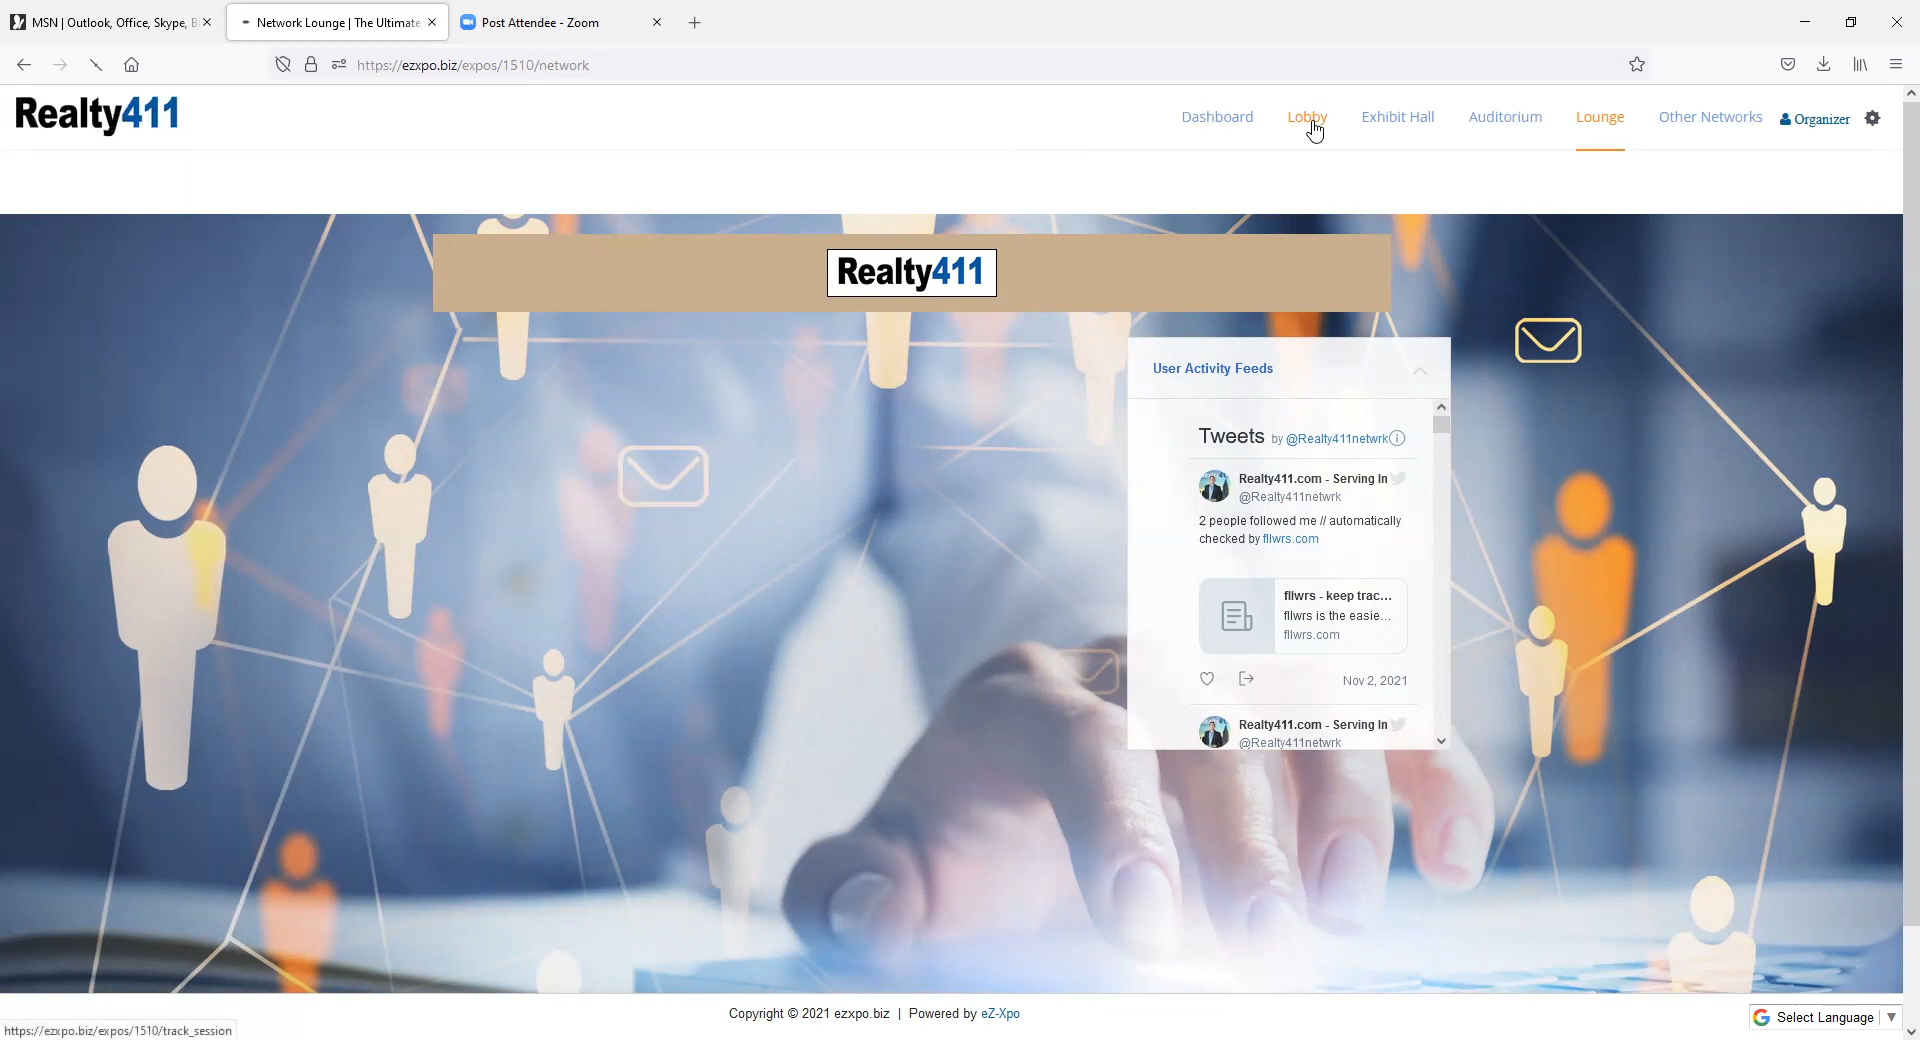 MSN | Outlook, Office, Skype, B
Network Lounge | The Ultimate
Post Attendee - Zoom
https://ezxpo.biz/expos/1510/network
Realty411
Dashboard
Lobby
Exhibit Hall
Auditorium
Lounge
Other Networks
Organizer
Realty411
User Activity Feeds
Tweets by @Realty411netwrk
Realty411.com - Serving In
@Realty411netwrk
2 people followed me // automatically
checked by fllwrs.com
fllwrs - keep trac...
fllwrs is the easie...
fllwrs.com
Nov 2, 2021
Realty411.com - Serving In
@Realty411netwrk
Copyright © 2021 ezxpo.biz | Powered by eZ-Xpo
Select Language ▼
https://ezxpo.biz/expos/1510/track_session